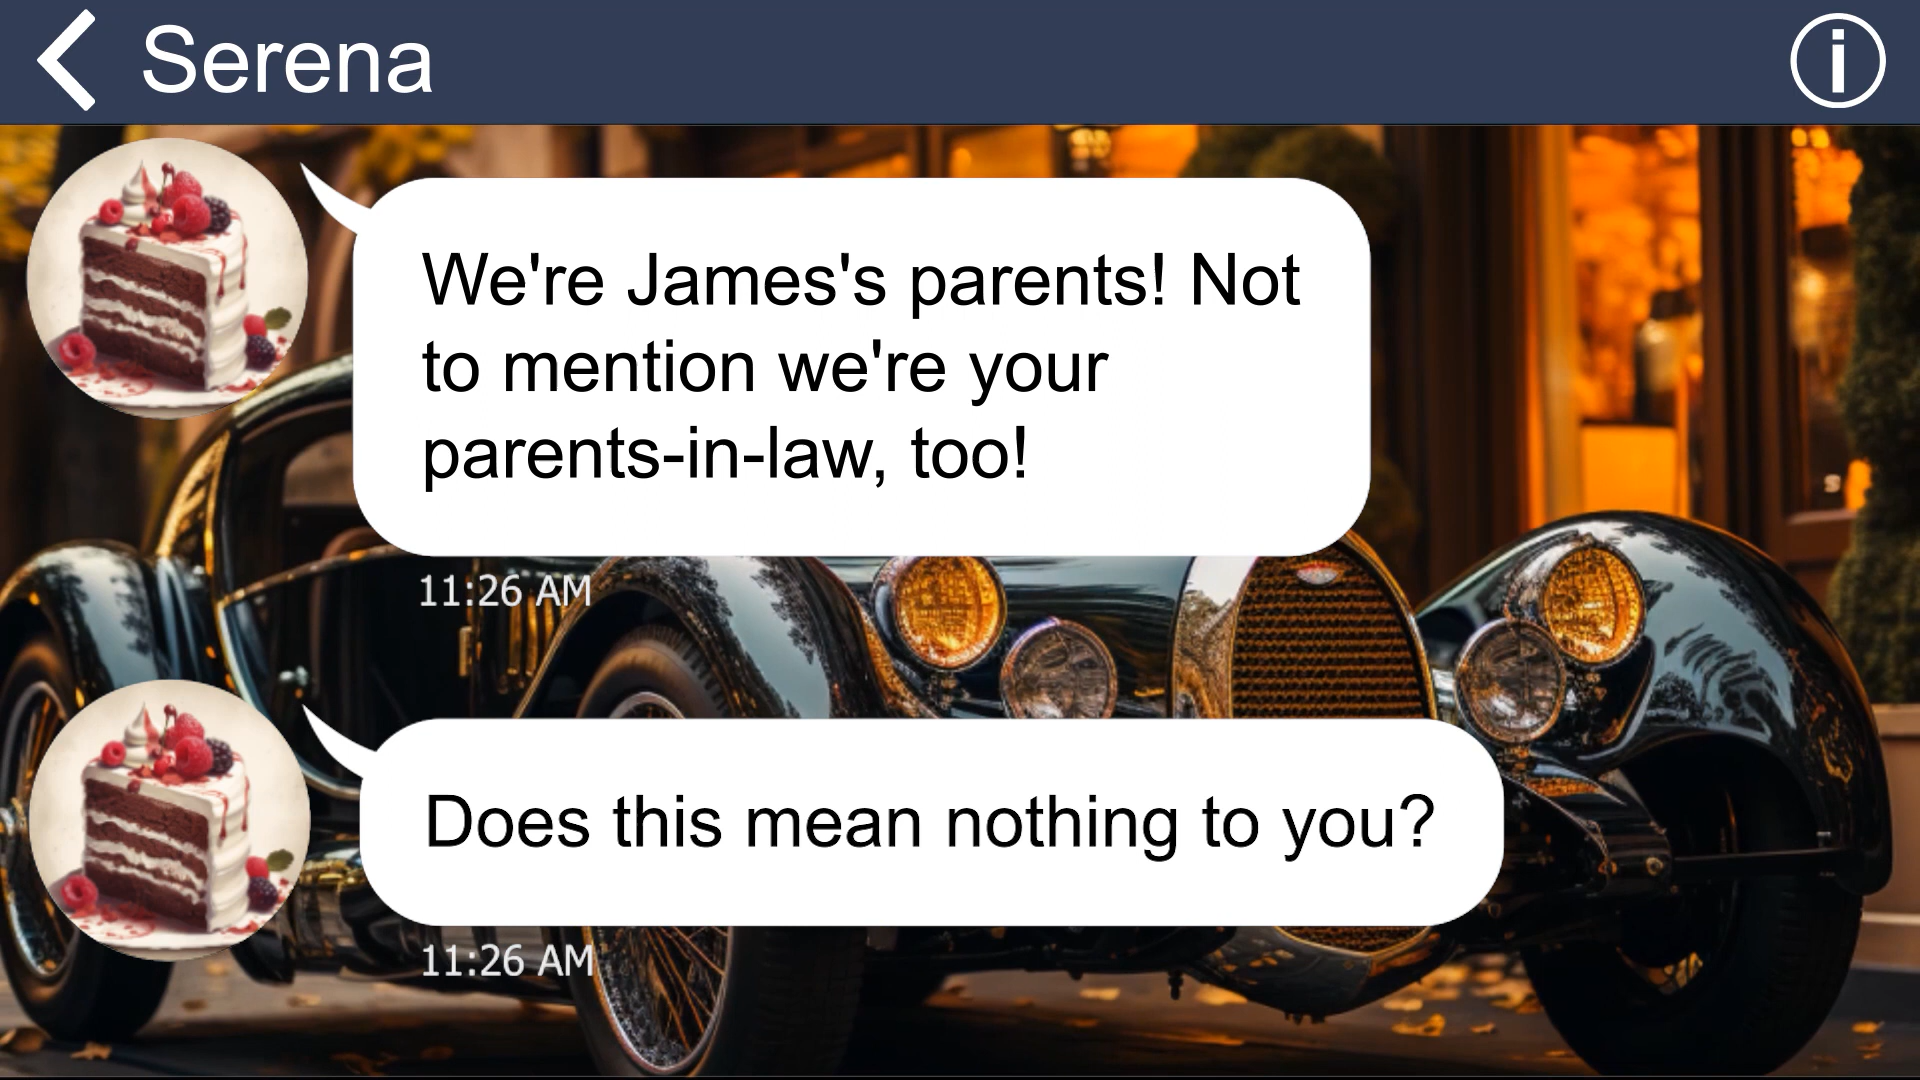 Serena
We're James's parents! Not
to mention we're your
parents-in-law, too!
11:26 AM
Does this mean nothing to you?
11:26 AM